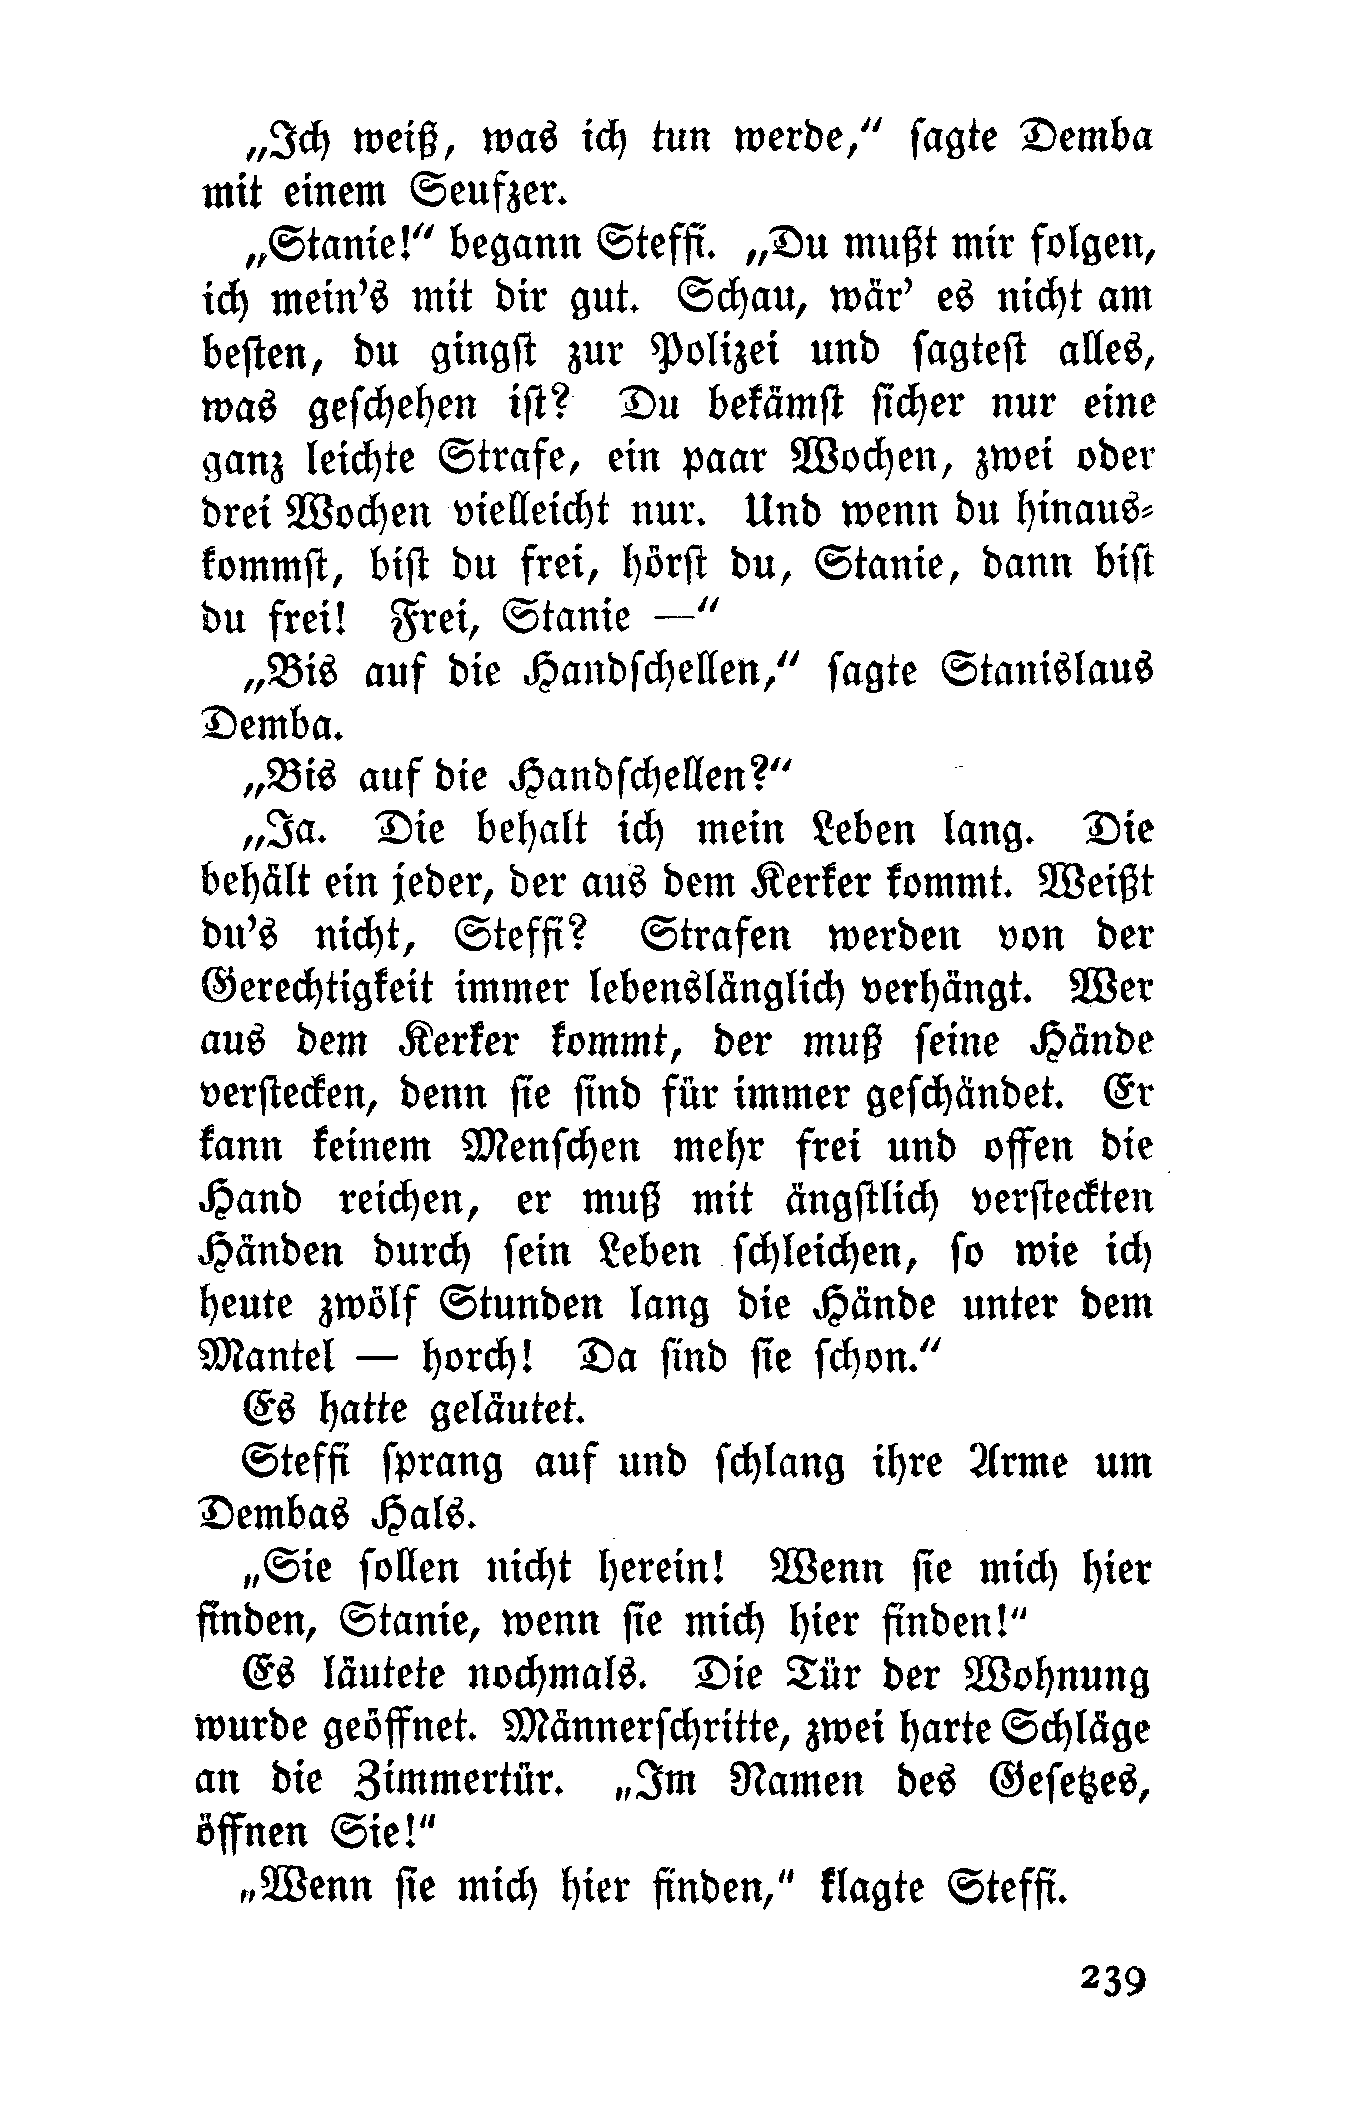 „Ich weiß, was ich tun werde,“ sagte Demba
mit einem Seufzer.
„Stanie!“ begann Steffi. „Du mußt mir folgen,
ich mein's mit dir gut. Schau, wär' es nicht am
besten, du gingst zur Polizei und sagtest alles,
was geschehen ist? Du bekämst sicher nur eine
ganz leichte Strafe, ein paar Wochen, zwei oder
drei Wochen vielleicht nur. Und wenn du hinaus-
kommst, bist du frei, hörst du, Stanie, dann bist
du frei! Frei, Stanie —“
„Bis auf die Handschellen,“ sagte Stanislaus
Demba.
„Bis auf die Handschellen?“
„Ja. Die behalt ich mein Leben lang. Die
behält ein jeder, der aus dem Kerker kommt. Weißt
du's nicht, Steffi? Strafen werden von der
Gerechtigkeit immer lebenslänglich verhängt. Wer
aus dem Kerker kommt, der muß seine Hände
verstecken, denn sie sind für immer geschändet. Er
kann keinem Menschen mehr frei und offen die
Hand reichen, er muß mit ängstlich versteckten
Händen durch sein Leben schleichen, so wie ich
heute zwölf Stunden lang die Hände unter dem
Mantel — horch! Da sind sie schon.“
Es hatte geläutet.
Steffi sprang auf und schlang ihre Arme um
Dembas Hals.
„Sie sollen nicht herein! Wenn sie mich hier
finden, Stanie, wenn sie mich hier finden!“
Es läutete nochmals. Die Tür der Wohnung
wurde geöffnet. Männerschritte, zwei harte Schläge
an die Zimmertür. „Im Namen des Gesetzes,
öffnen Sie!“
„Wenn sie mich hier finden,“ klagte Steffi.
239